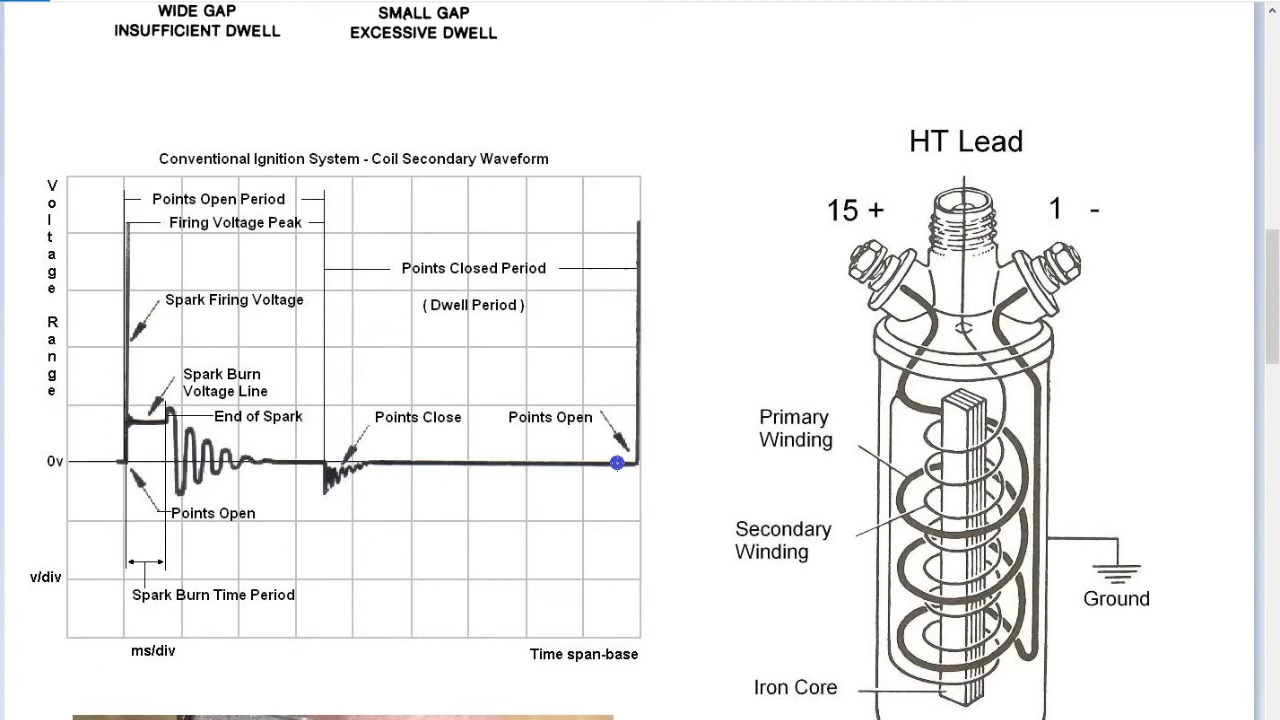 WIDE GAP
INSUFFICIENT DWELL
SMALL GAP
EXCESSIVE DWELL
Conventional Ignition System - Coil Secondary Waveform
Voltage Range
Points Open Period
Firing Voltage Peak
Points Closed Period
( Dwell Period )
Spark Firing Voltage
Spark Burn
Voltage Line
End of Spark
Points Close
Points Open
0v
Points Open
v/div
Spark Burn Time Period
ms/div
Time span-base
HT Lead
15 +
1 -
Primary
Winding
Secondary
Winding
Ground
Iron Core